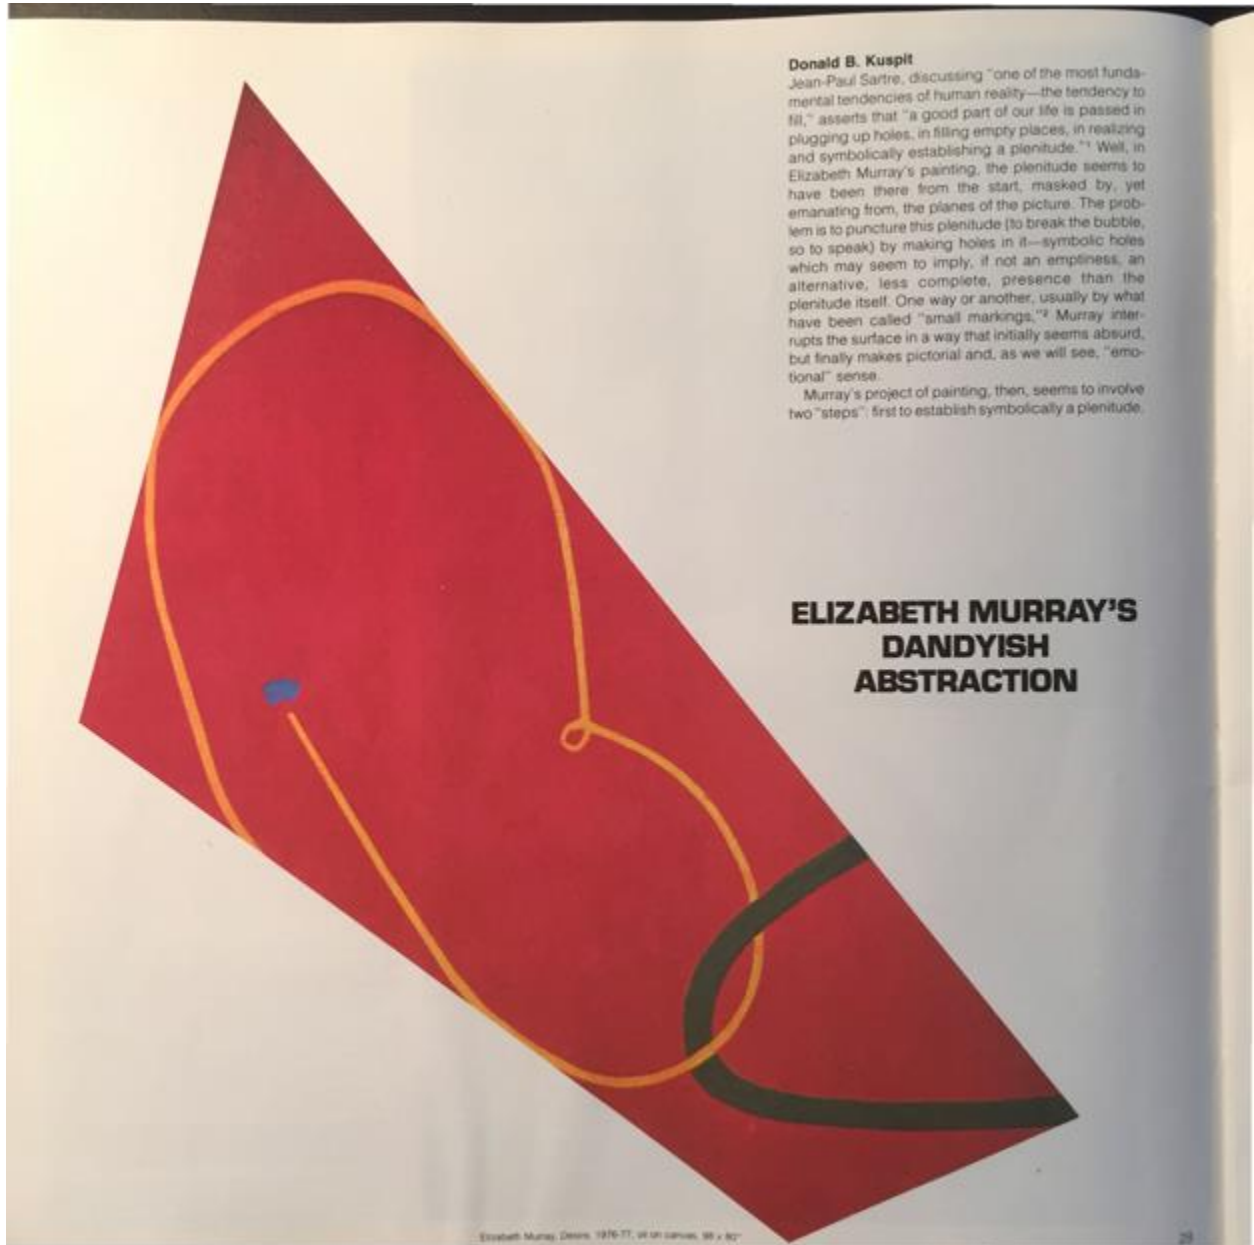 Donald B. Kuspit
Jean-Paul Sartre, discussing "one of the most funda-
mental tendencies of human reality—the tendency to
fill," asserts that "a good part of our life is passed in
plugging up holes, in filling empty places, in realizing
and symbolically establishing a plenitude."¹ Well, in
Elizabeth Murray's painting, the plenitude seems to
have been there from the start, masked by, yet
emanating from, the planes of the picture. The prob-
lem is to puncture this plenitude (to break the bubble,
so to speak) by making holes in it—symbolic holes
which may seem to imply, if not an emptiness, an
alternative, less complete, presence than the
plenitude itself. One way or another, usually by what
have been called "small markings,"² Murray inter-
rupts the surface in a way that initially seems absurd,
but finally makes pictorial and, as we will see, "emo-
tional" sense.
Murray's project of painting, then, seems to involve
two "steps": first to establish symbolically a plenitude,
ELIZABETH MURRAY'S
DANDYISH
ABSTRACTION
Elizabeth Murray, Desire, 1976-77, oil on canvas, 98 x 80"